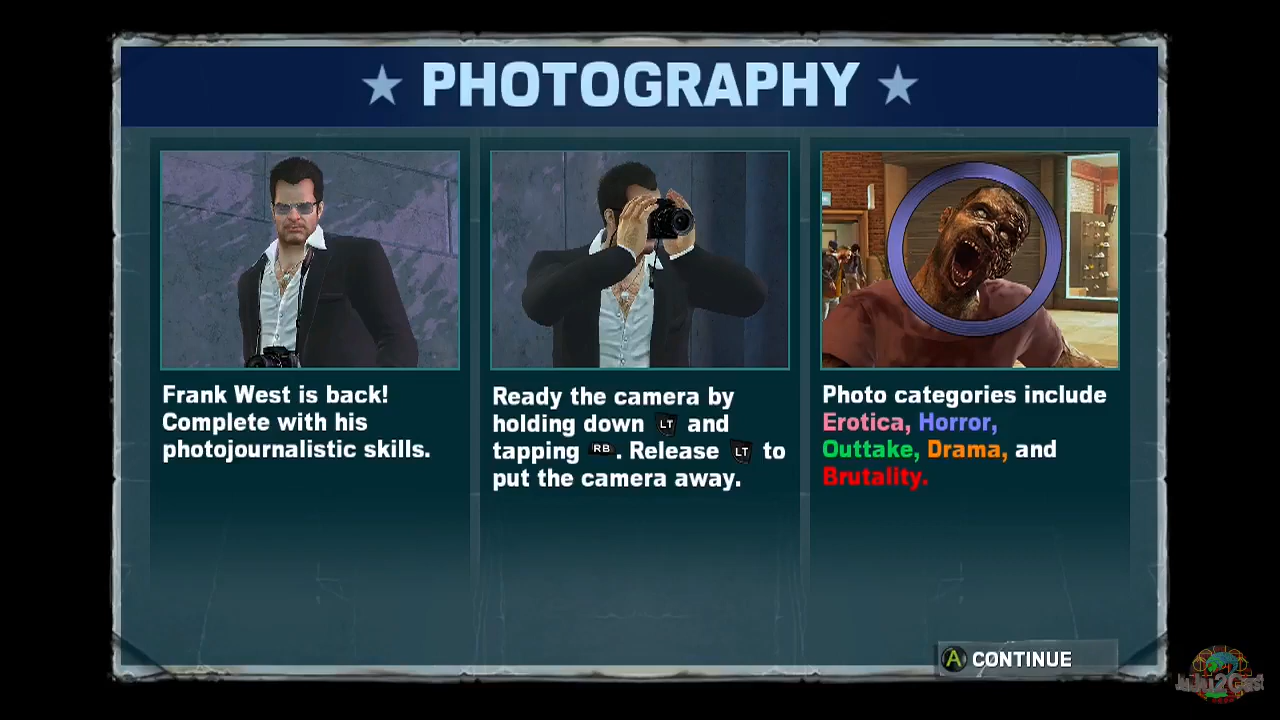 PHOTOGRAPHY
Frank West is back!
Complete with his
photojournalistic skills.
Ready the camera by
holding down LT and
tapping RB. Release LT to
put the camera away.
Photo categories include
Erotica, Horror,
Outtake, Drama, and
Brutality.
A CONTINUE
JuJu2Cast